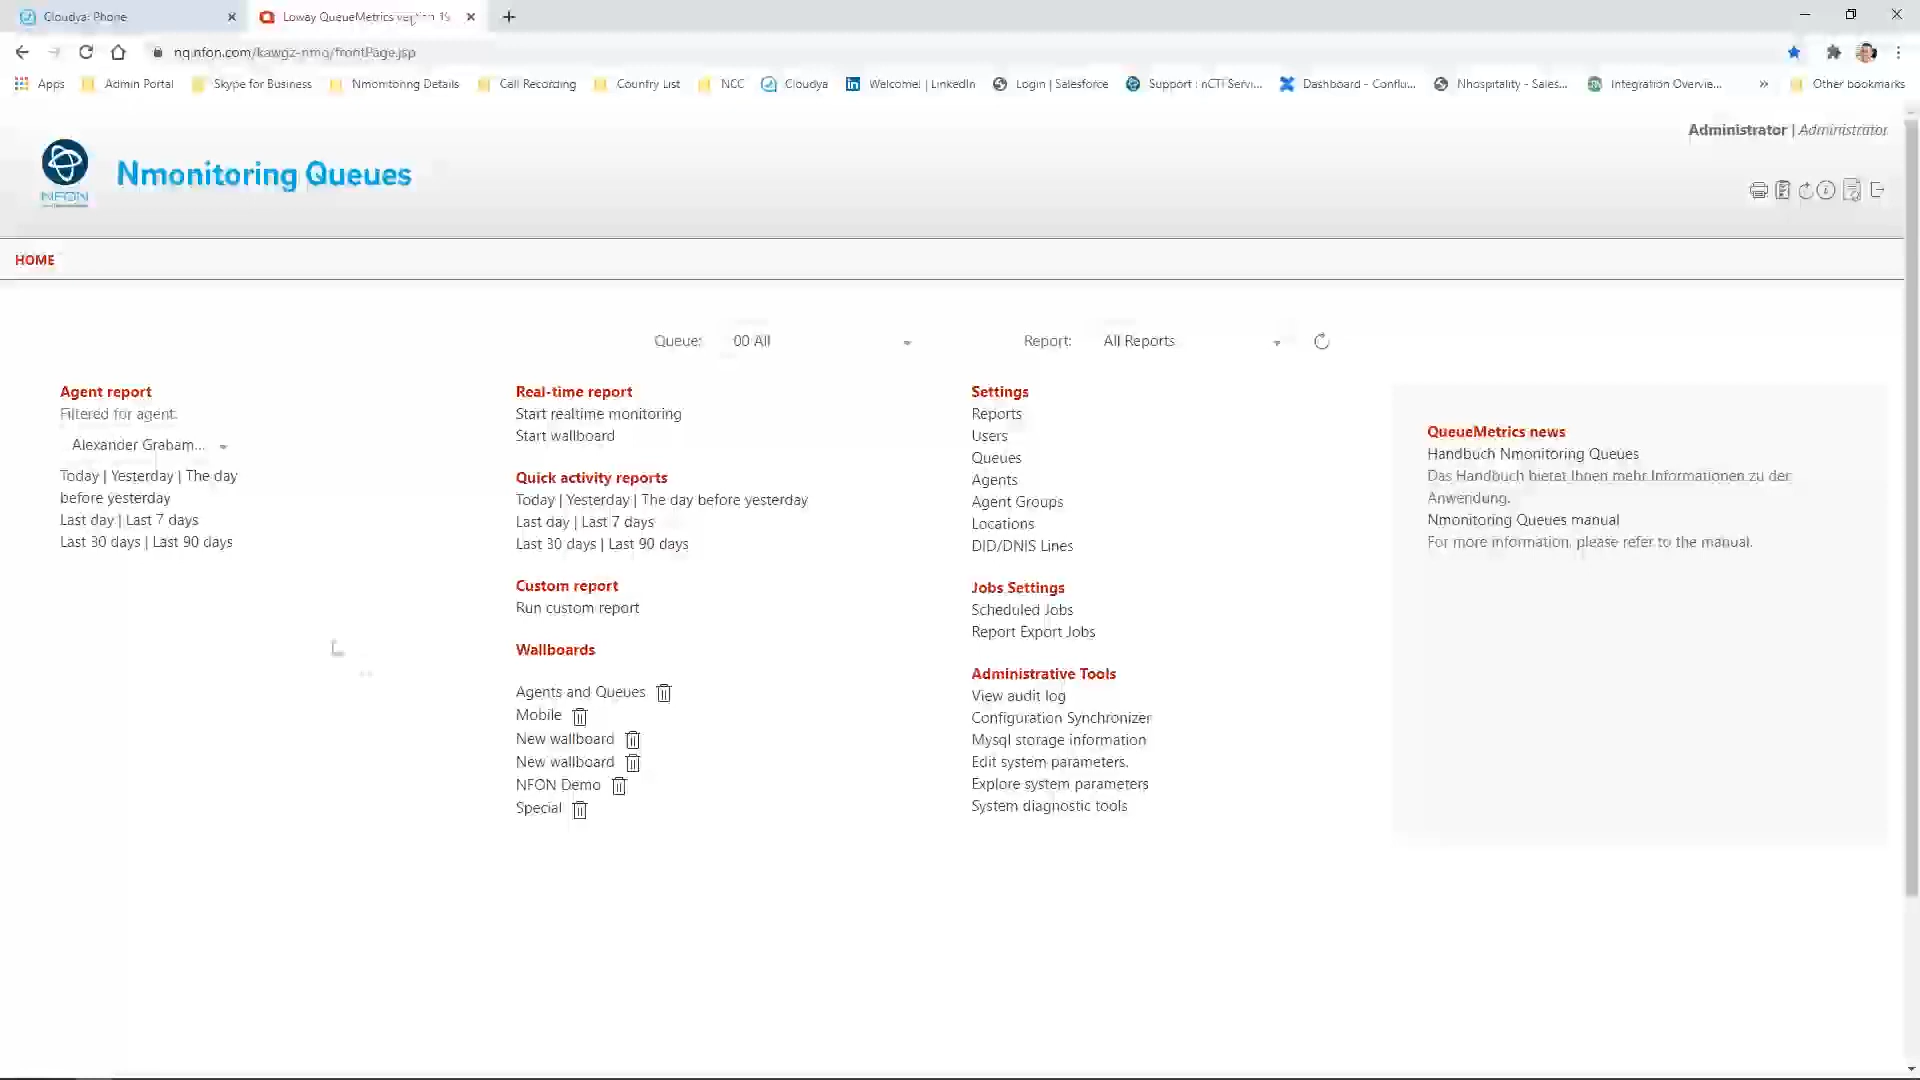 Cloudya: Phone
Loway QueueMetrics version 19
nq.nfon.com/kawgz-nmq/frontPage.jsp
Apps Admin Portal Skype for Business Nmonitoring Details Call Recording Country List NCC Cloudya Welcome! | LinkedIn Login | Salesforce Support : nCTI Servi... Dashboard - Conflu... Nhospitality - Sales... Integration Overvie... » Other bookmarks
Administrator | Administrator
NFON
Nmonitoring Queues
HOME
Queue: 00 All Report: All Reports
Agent report
Filtered for agent:
Alexander Graham...
Today | Yesterday | The day
before yesterday
Last day | Last 7 days
Last 30 days | Last 90 days
Real-time report
Start realtime monitoring
Start wallboard
Quick activity reports
Today | Yesterday | The day before yesterday
Last day | Last 7 days
Last 30 days | Last 90 days
Custom report
Run custom report
Wallboards
Agents and Queues
Mobile
New wallboard
New wallboard
NFON Demo
Special
Settings
Reports
Users
Queues
Agents
Agent Groups
Locations
DID/DNIS Lines
Jobs Settings
Scheduled Jobs
Report Export Jobs
Administrative Tools
View audit log
Configuration Synchronizer
Mysql storage information
Edit system parameters.
Explore system parameters
System diagnostic tools
QueueMetrics news
Handbuch Nmonitoring Queues
Das Handbuch bietet Ihnen mehr Informationen zu der
Anwendung.
Nmonitoring Queues manual
For more information, please refer to the manual.